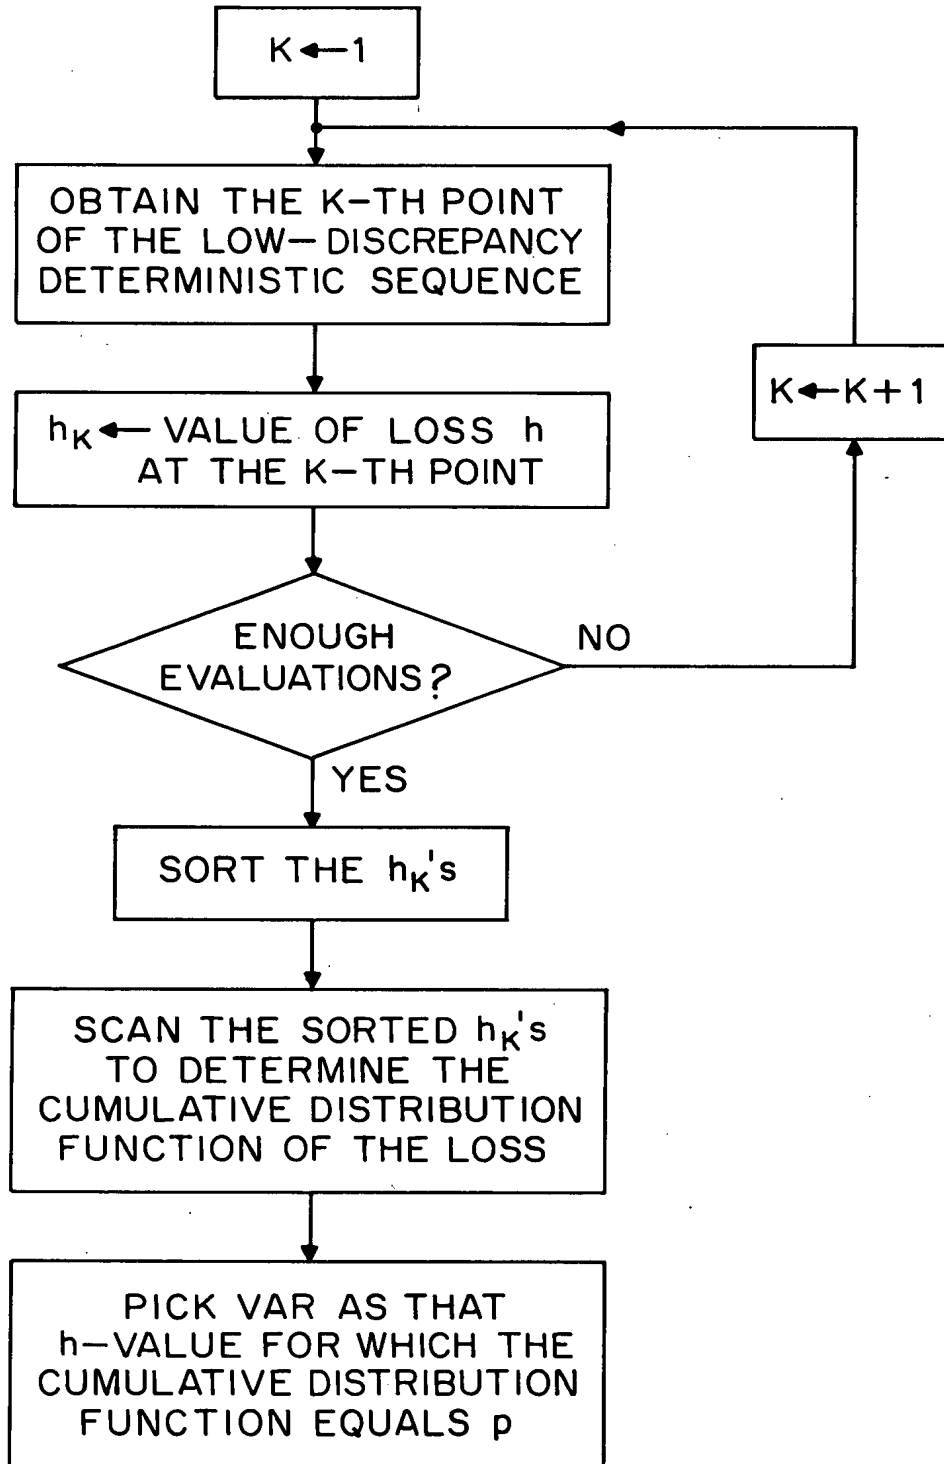 K←1
OBTAIN THE K-TH POINT
OF THE LOW-DISCREPANCY
DETERMINISTIC SEQUENCE
K←K+1
hK← VALUE OF LOSS h
AT THE K-TH POINT
ENOUGH
EVALUATIONS?
NO
YES
SORT THE hK's
SCAN THE SORTED hK's
TO DETERMINE THE
CUMULATIVE DISTRIBUTION
FUNCTION OF THE LOSS
PICK VAR AS THAT
h-VALUE FOR WHICH THE
CUMULATIVE DISTRIBUTION
FUNCTION EQUALS p